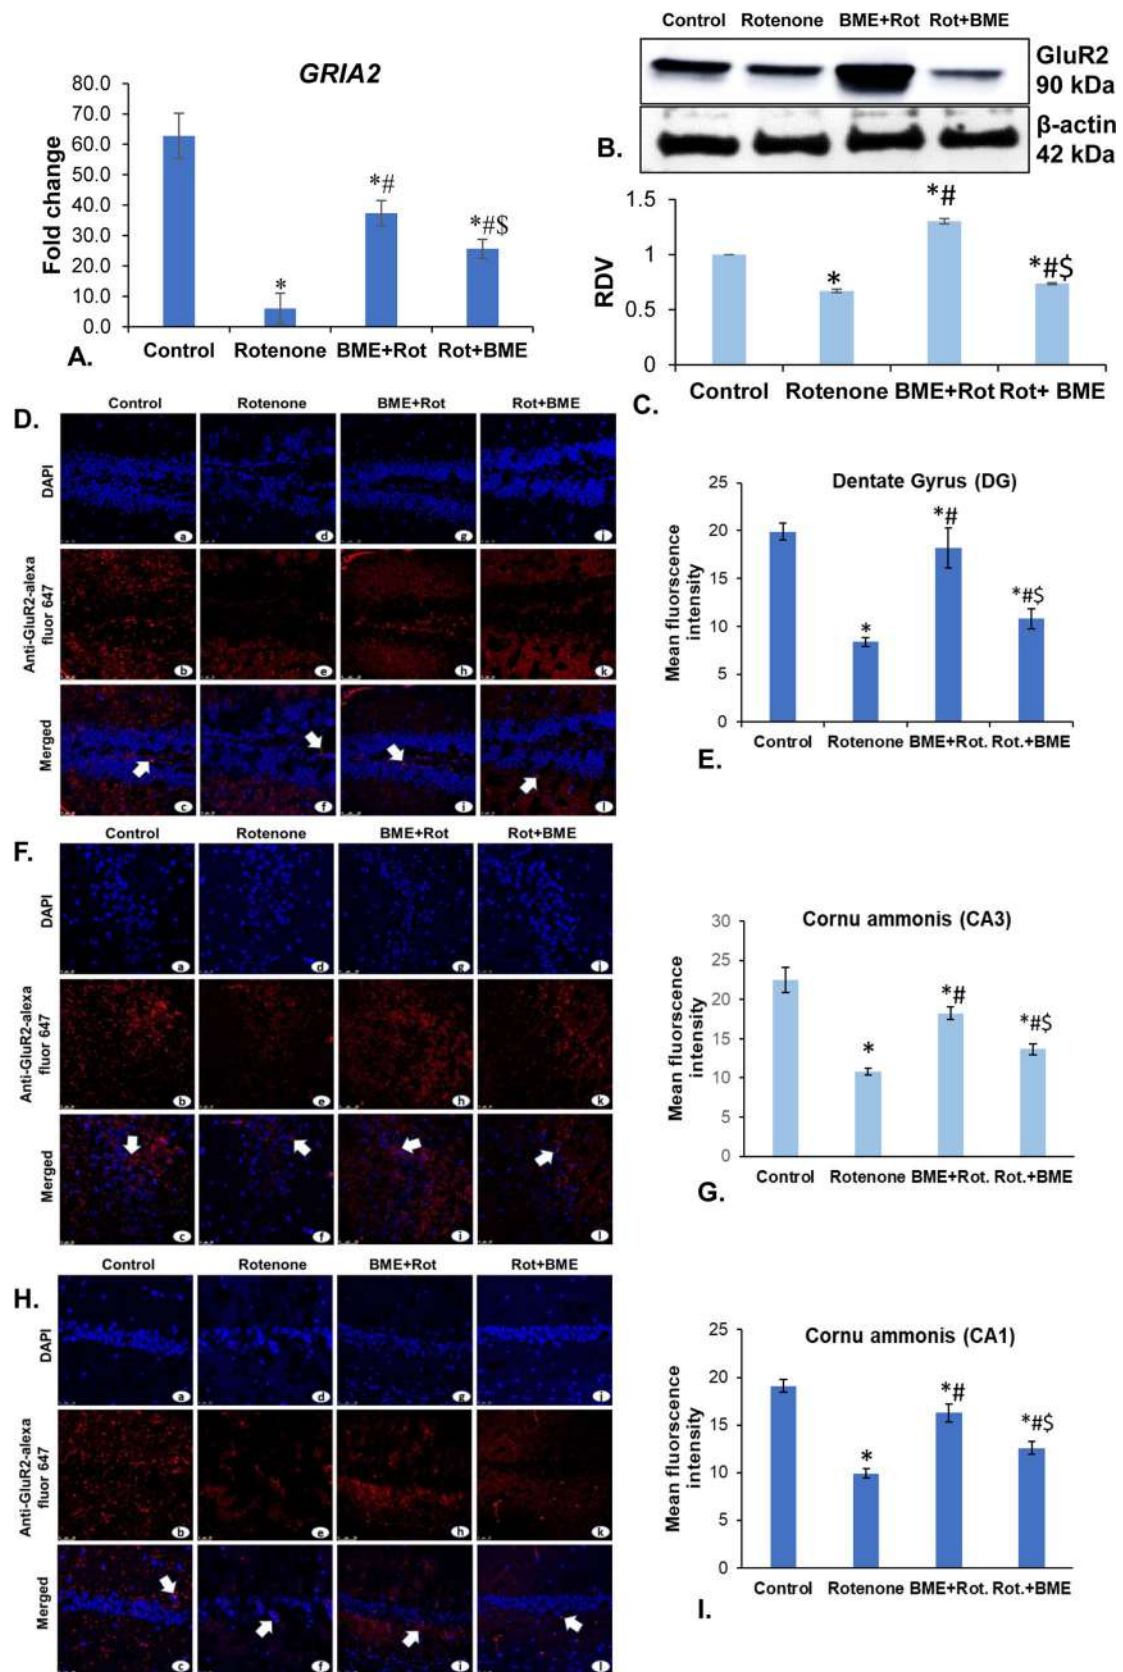 GRIA2
Fold change
80.0
70.0
60.0
50.0
40.0
30.0
20.0
10.0
0.0
*
*#
*#$
Control Rotenone BME+Rot Rot+BME
A.
Control Rotenone BME+Rot Rot+BME
GluR2
90 kDa
β-actin
42 kDa
B.
RDV
1.5
1
0.5
0
*
*#
*#$
Control Rotenone BME+Rot Rot+ BME
C.
D.
Control Rotenone BME+Rot Rot+BME
DAPI
a d g j
Anti-GluR2-alexa
fluor 647
b e h k
Merged
c f i l
Dentate Gyrus (DG)
Mean fluorescence
intensity
25
20
15
10
5
0
*
*#
*#$
Control Rotenone BME+Rot. Rot.+BME
E.
F.
Control Rotenone BME+Rot Rot+BME
DAPI
a d g j
Anti-GluR2-alexa
fluor 647
b e h k
Merged
c f i l
Cornu ammonis (CA3)
Mean fluorscence
intensity
30
25
20
15
10
5
0
*
*#
*#$
Control Rotenone BME+Rot. Rot.+BME
G.
H.
Control Rotenone BME+Rot Rot+BME
DAPI
a d g j
Anti-GluR2-alexa
fluor 647
b e h k
Merged
c f i l
Cornu ammonis (CA1)
Mean fluorescence
intensity
25
20
15
10
5
0
*
*#
*#$
Control Rotenone BME+Rot. Rot.+BME
I.